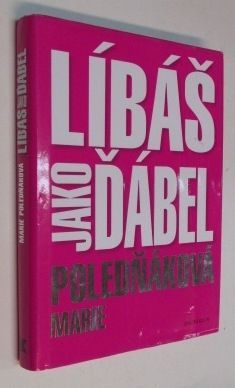 LÍBÁŠ
JAKO
ĎÁBEL
POLEDŇÁKOVÁ
MARIE
MARIE POLEDŇÁKOVÁ
LÍBÁŠ JAKO ĎÁBEL